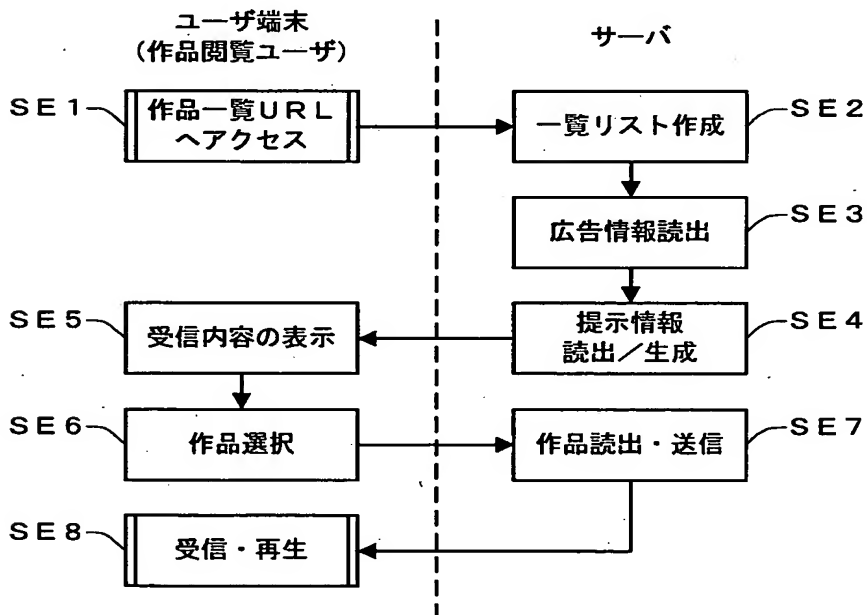 ユーザ端末
(作品閲覧ユーザ)
サーバ
SE1
作品一覧URL
へアクセス
一覧リスト作成
SE2
広告情報読出
SE3
SE5
受信内容の表示
提示情報
読出/生成
SE4
SE6
作品選択
作品読出・送信
SE7
SE8
受信・再生